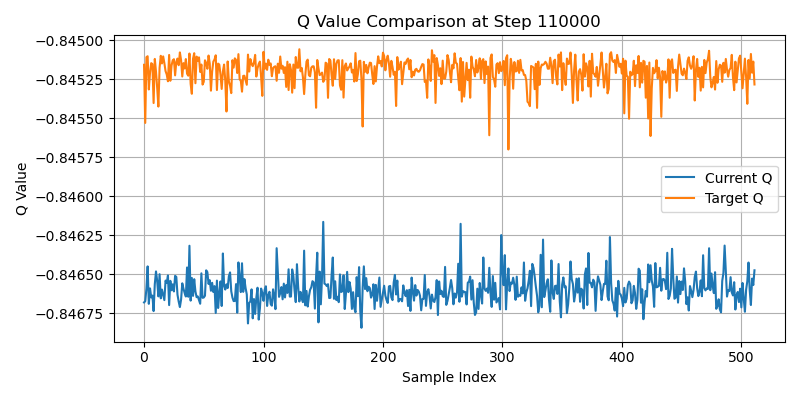 Q Value Comparison at Step 110000
Q Value
−0.84500
−0.84525
−0.84550
−0.84575
−0.84600
−0.84625
−0.84650
−0.84675
Current Q
Target Q
0
100
200
300
400
500
Sample Index